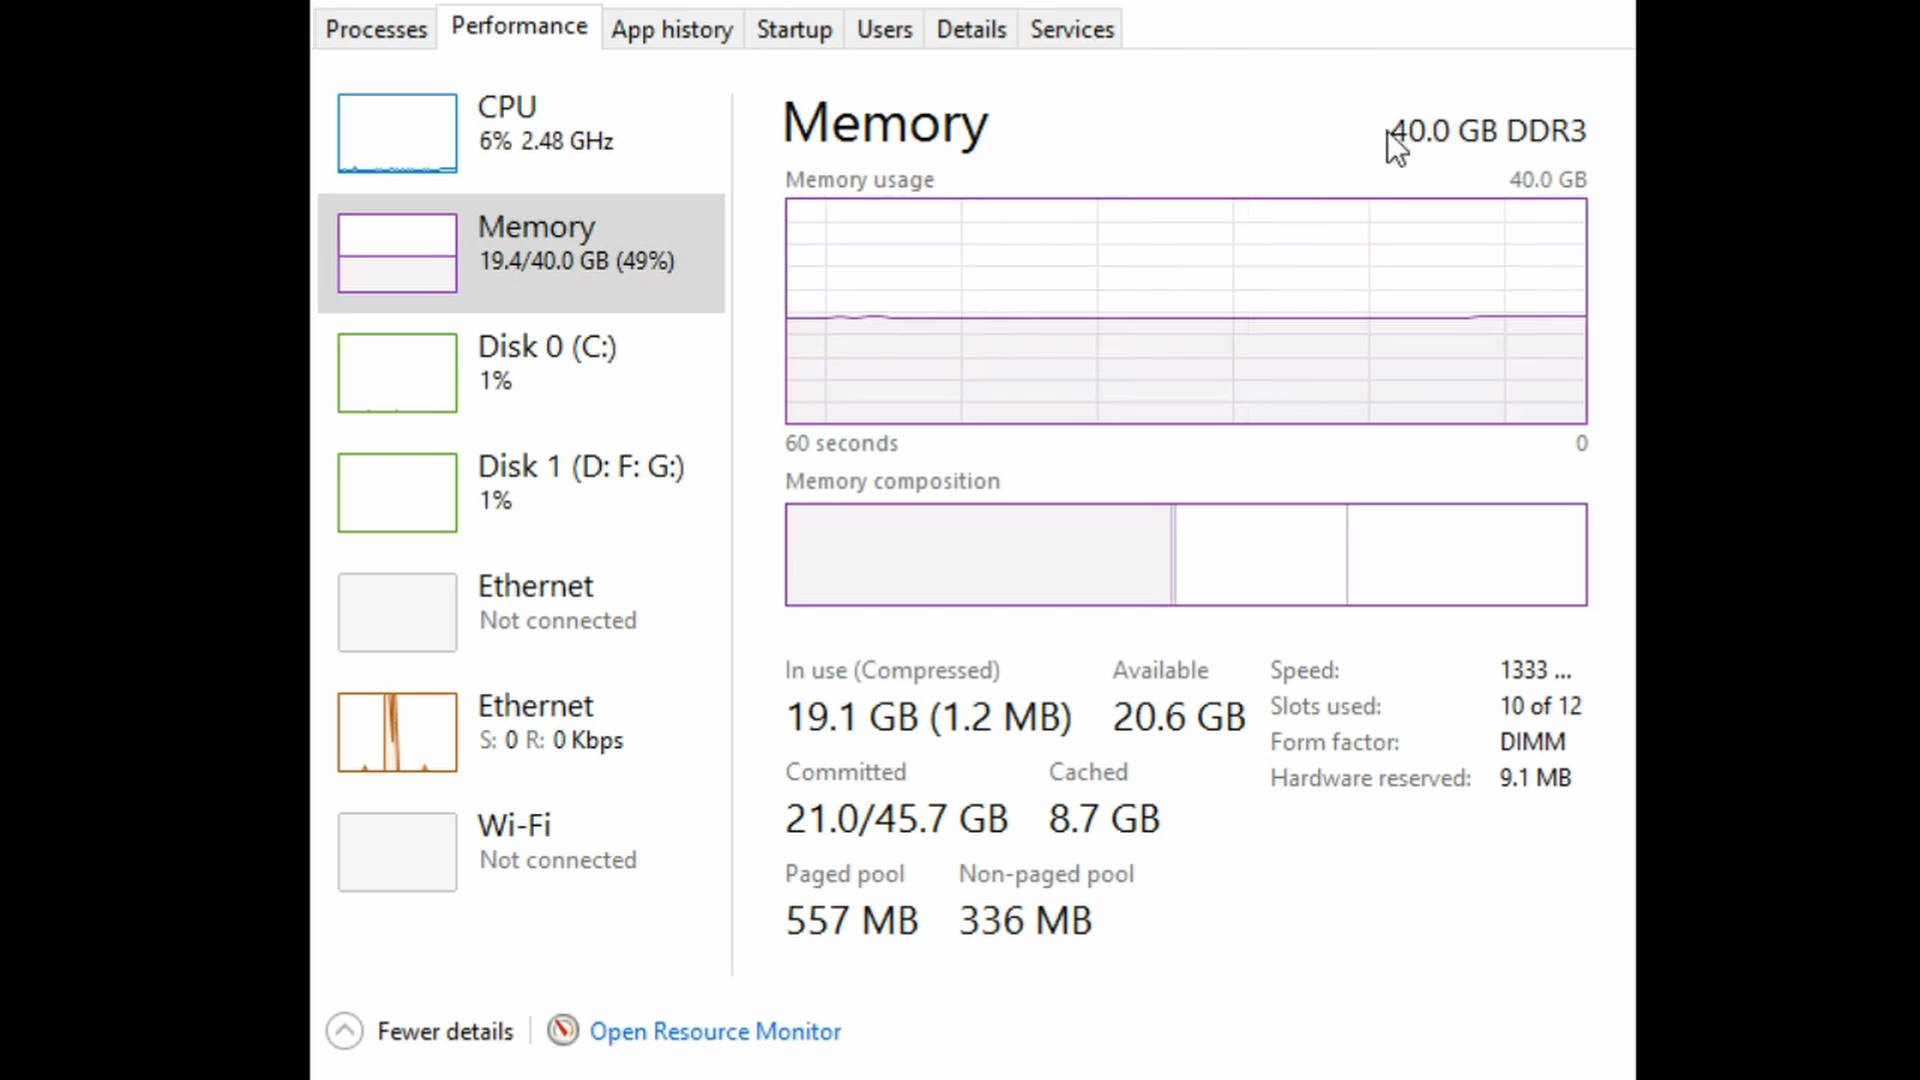 Processes Performance App history Startup Users Details Services
CPU
6% 2.48 GHz
Memory
19.4/40.0 GB (49%)
Disk 0 (C:)
1%
Disk 1 (D: F: G:)
1%
Ethernet
Not connected
Ethernet
S: 0 R: 0 Kbps
Wi-Fi
Not connected
Memory 40.0 GB DDR3
Memory usage 40.0 GB
60 seconds 0
Memory composition
In use (Compressed) Available
19.1 GB (1.2 MB) 20.6 GB
Committed Cached
21.0/45.7 GB 8.7 GB
Paged pool Non-paged pool
557 MB 336 MB
Speed: 1333 ...
Slots used: 10 of 12
Form factor: DIMM
Hardware reserved: 9.1 MB
Fewer details Open Resource Monitor